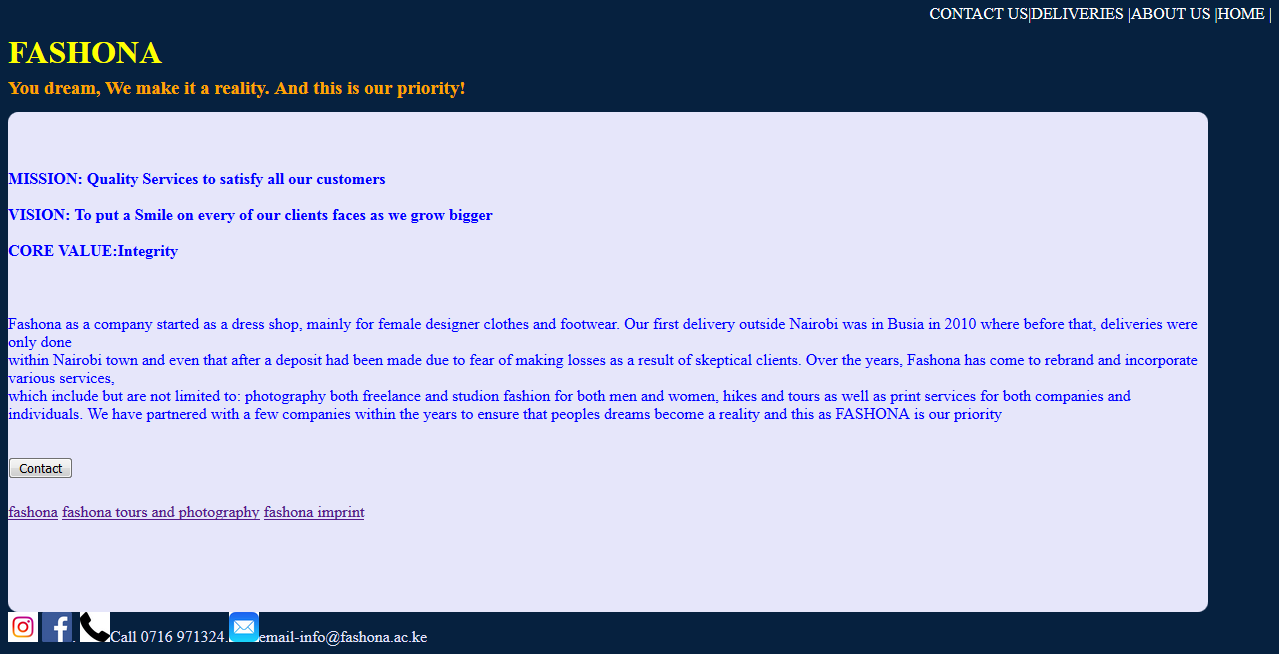 CONTACT US|DELIVERIES |ABOUT US |HOME |
FASHONA
You dream, We make it a reality. And this is our priority!
MISSION: Quality Services to satisfy all our customers
VISION: To put a Smile on every of our clients faces as we grow bigger
CORE VALUE:Integrity
Fashona as a company started as a dress shop, mainly for female designer clothes and footwear. Our first delivery outside Nairobi was in Busia in 2010 where before that, deliveries were
only done
within Nairobi town and even that after a deposit had been made due to fear of making losses as a result of skeptical clients. Over the years, Fashona has come to rebrand and incorporate
various services,
which include but are not limited to: photography both freelance and studion fashion for both men and women, hikes and tours as well as print services for both companies and
individuals. We have partnered with a few companies within the years to ensure that peoples dreams become a reality and this as FASHONA is our priority
Contact
fashona fashona tours and photography fashona imprint
. Call 0716 971324. email-info@fashona.ac.ke